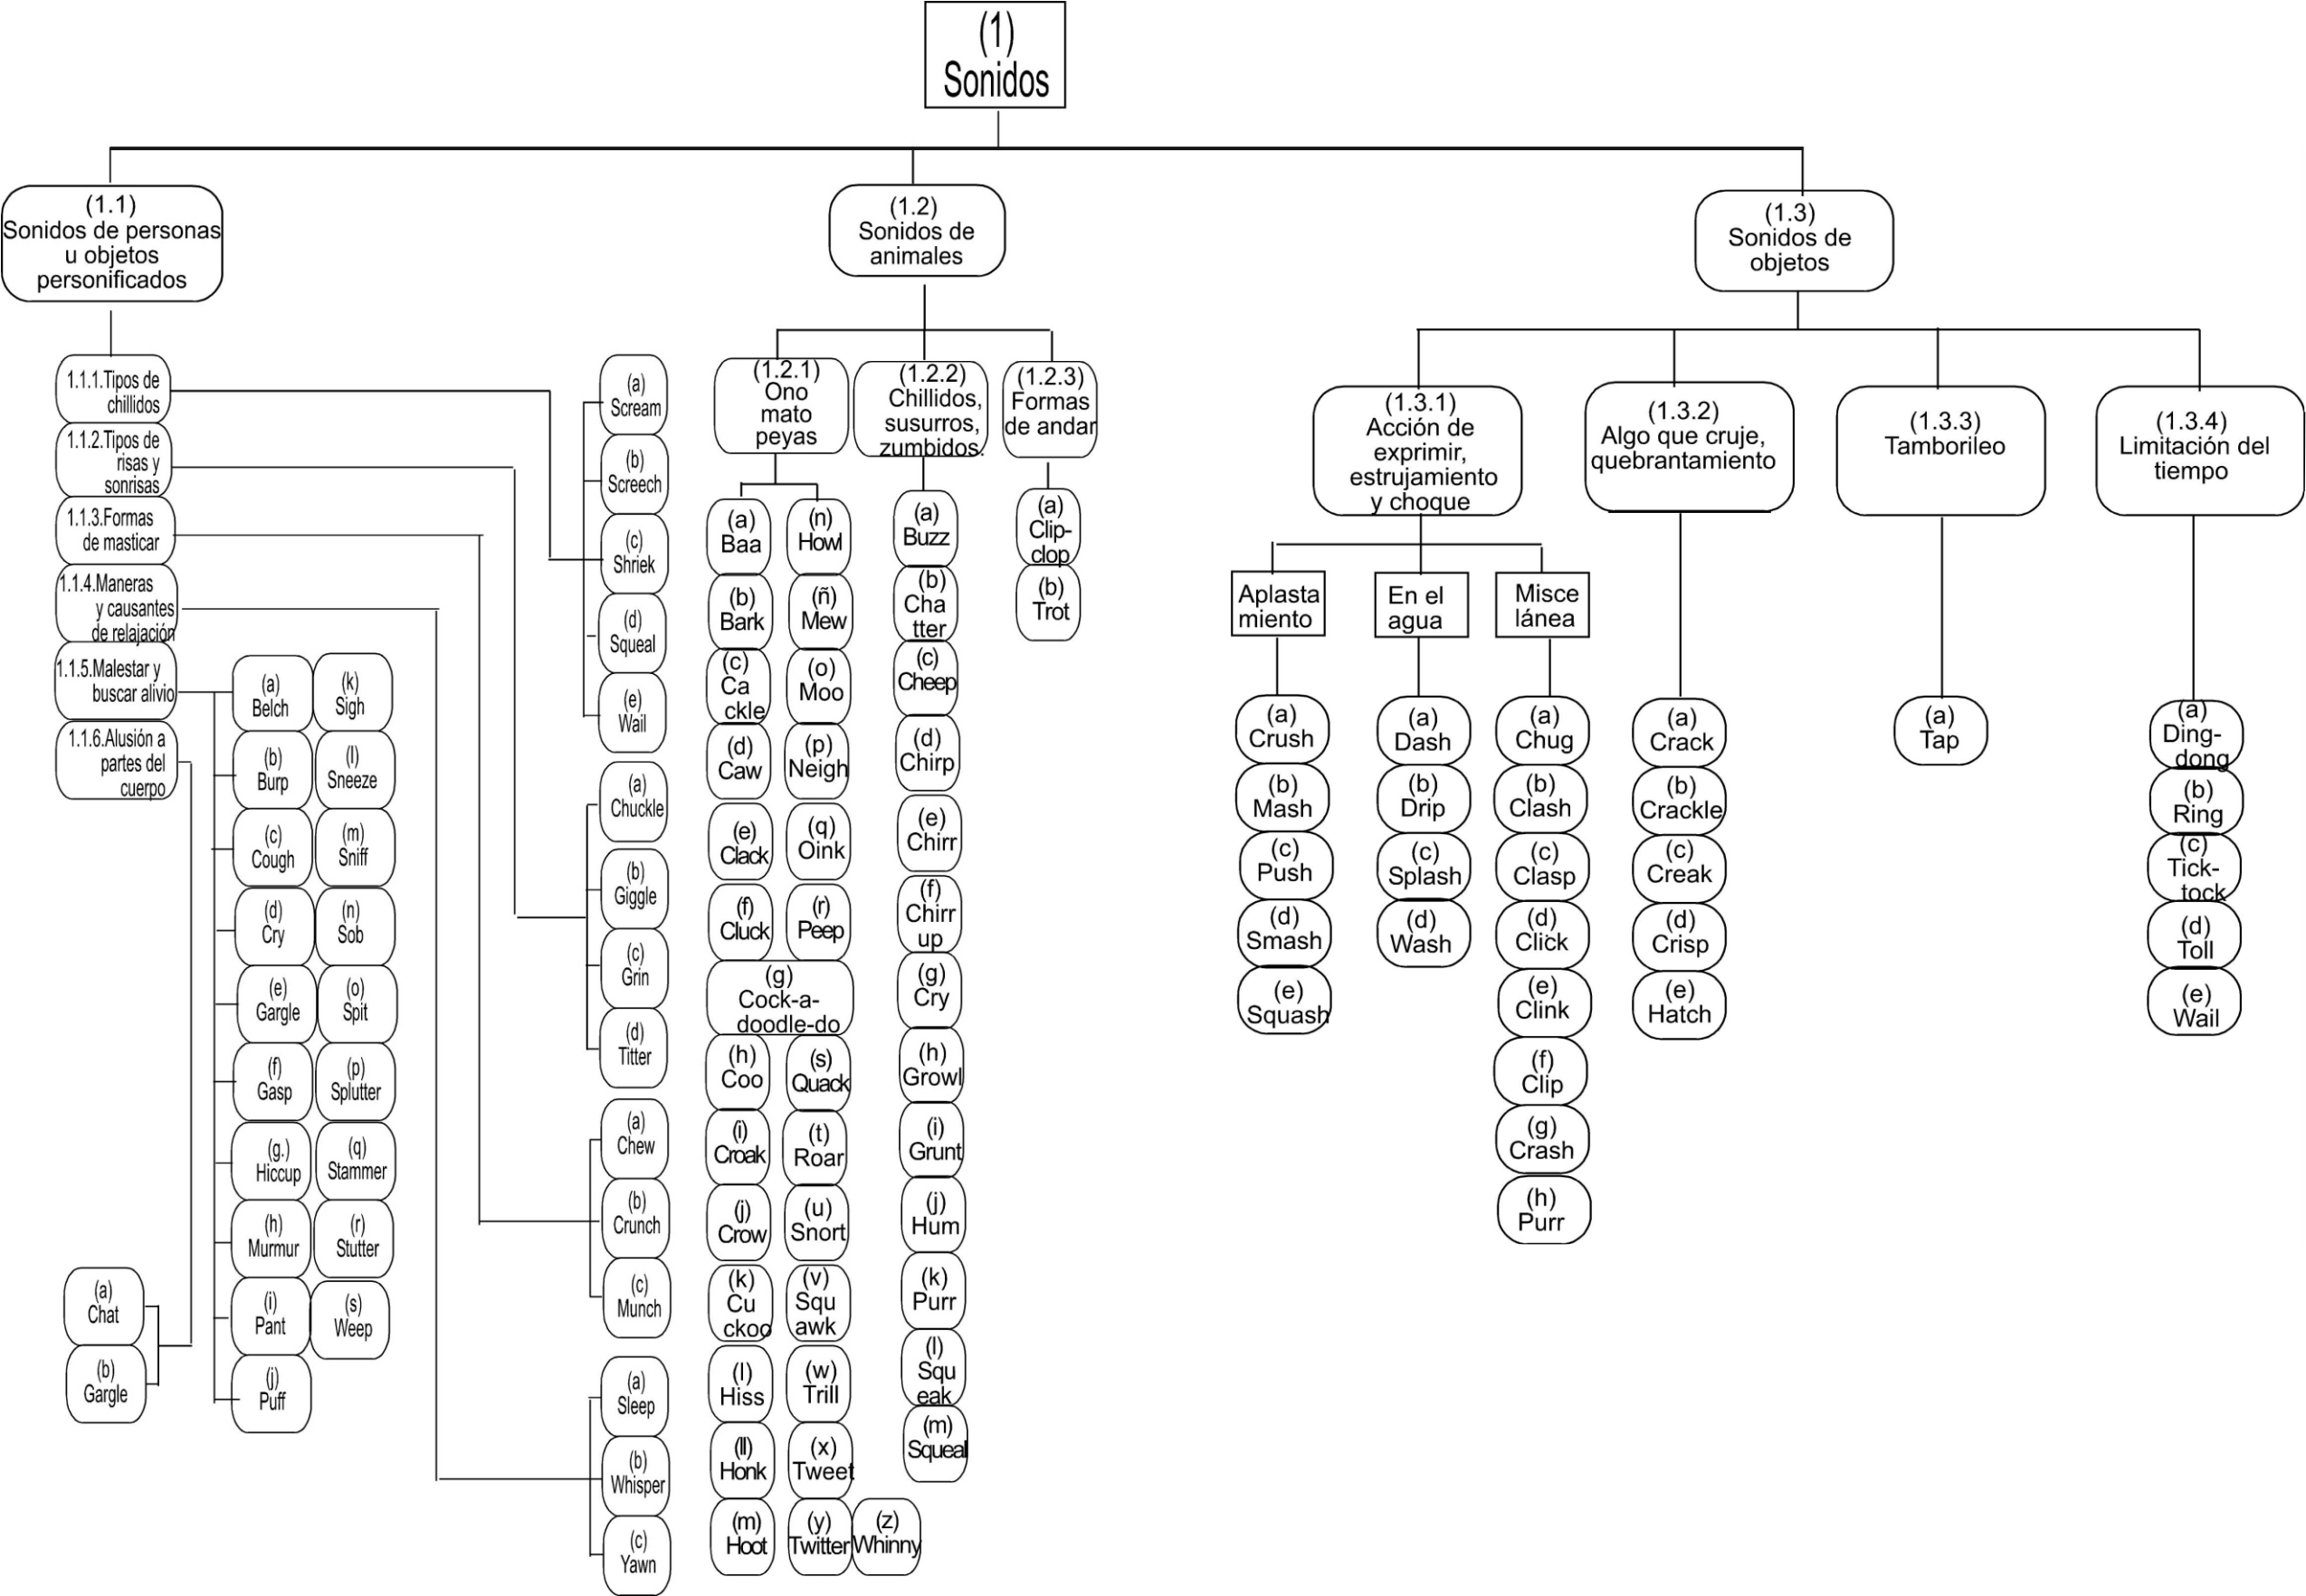 (1)
Sonidos
(1.1)
Sonidos de personas
u objetos
personificados
(1.2)
Sonidos de
animales
(1.3)
Sonidos de
objetos
1.1.1.Tipos de
chillidos
1.1.2.Tipos de
risas y
sonrisas
1.1.3.Formas
de masticar
1.1.4.Maneras
y causantes
de relajación
1.1.5.Malestar y
buscar alivio
1.1.6.Alusión a
partes del
cuerpo
(a)
Chat
(b)
Gargle
(a)
Belch
(b)
Burp
(c)
Cough
(d)
Cry
(e)
Gargle
(f)
Gasp
(g.)
Hiccup
(h)
Murmur
(i)
Pant
(j)
Puff
(k)
Sigh
(l)
Sneeze
(m)
Sniff
(n)
Sob
(o)
Spit
(p)
Splutter
(q)
Stammer
(r)
Stutter
(s)
Weep
(a)
Scream
(b)
Screech
(c)
Shriek
(d)
Squeal
(e)
Wail
(a)
Chuckle
(b)
Giggle
(c)
Grin
(d)
Titter
(a)
Chew
(b)
Crunch
(c)
Munch
(a)
Sleep
(b)
Whisper
(c)
Yawn
(1.2.1)
Ono
mato
peyas
(a)
Baa
(b)
Bark
(c)
Ca
ckle
(d)
Caw
(e)
Clack
(f)
Cluck
(g)
Cock-a-
doodle-do
(h)
Coo
(i)
Croak
(j)
Crow
(k)
Cu
ckoo
(l)
Hiss
(ll)
Honk
(m)
Hoot
(n)
Howl
(ñ)
Mew
(o)
Moo
(p)
Neigh
(q)
Oink
(r)
Peep
(s)
Quack
(t)
Roar
(u)
Snort
(v)
Squ
awk
(w)
Trill
(x)
Tweet
(y)
Twitter
(z)
Whinny
(1.2.2)
Chillidos,
susurros,
zumbidos.
(a)
Buzz
(b)
Cha
tter
(c)
Cheep
(d)
Chirp
(e)
Chirr
(f)
Chirr
up
(g)
Cry
(h)
Growl
(i)
Grunt
(j)
Hum
(k)
Purr
(l)
Squ
eak
(m)
Squeal
(1.2.3)
Formas
de andar
(a)
Clip-
clop
(b)
Trot
(1.3.1)
Acción de
exprimir,
estrujamiento
y choque
Aplasta
miento
(a)
Crush
(b)
Mash
(c)
Push
(d)
Smash
(e)
Squash
En el
agua
(a)
Dash
(b)
Drip
(c)
Splash
(d)
Wash
Misce
lánea
(a)
Chug
(b)
Clash
(c)
Clasp
(d)
Click
(e)
Clink
(f)
Clip
(g)
Crash
(h)
Purr
(1.3.2)
Algo que cruje,
quebrantamiento
(a)
Crack
(b)
Crackle
(c)
Creak
(d)
Crisp
(e)
Hatch
(1.3.3)
Tamborileo
(a)
Tap
(1.3.4)
Limitación del
tiempo
(a)
Ding-
dong
(b)
Ring
(c)
Tick-
tock
(d)
Toll
(e)
Wail